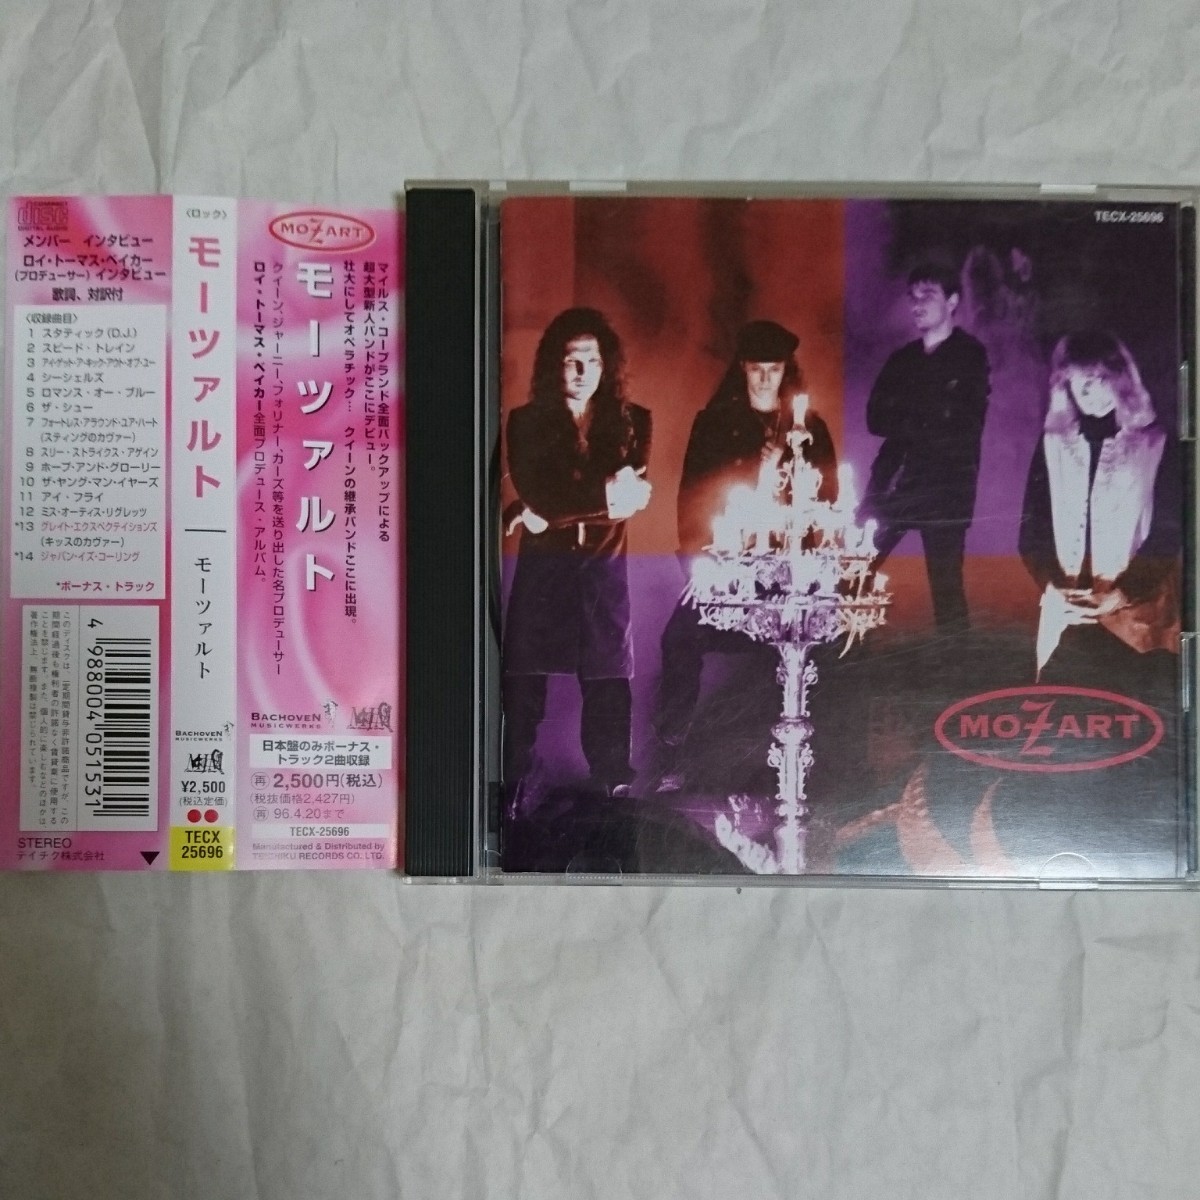 disc
DIGITAL AUDIO
メンバー インタビュー
ロイ・トーマス・ベイカー
(プロデューサー) インタビュー
歌詞、対訳付
〈収録曲目〉
1 スタティック(D.J.)
2 スピード・トレイン
3 アイ・ゲット・ア・キック・アウト・オブ・ユー
4 シーシェルズ
5 ロマンス・オー・ブルー
6 ザ・シュー
7 フォートレス・アラウンド・ユア・ハート
(スティングのカヴァー)
8 スリー・ストライクス・アゲイン
9 ホープ・アンド・グローリー
10 ザ・ヤング・マン・イヤーズ
11 アイ・フライ
12 ミス・オーティス・リグレッツ
*13 グレイト・エクスペクテイションズ
(キッスのカヴァー)
*14 ジャパン・イズ・コーリング
*ボーナス・トラック
4 988004 051531
STEREO
テイチク株式会社
〈ロック〉
モーツァルト
モーツァルト
BACHOVEN
MUSICWERKS
¥2,500
(税込定価)
TECX
25696
MOZART
モーツァルト
マイルス・コープランド全面バックアップによる
超大型新人バンドがここにデビュー。
壮大にしてオペラチック… クイーンの継承バンドここに出現。
クイーン、ジャーニー、フォリナー、カーズ等を送り出した名プロデューサー
ロイ・トーマス・ベイカー全面プロデュース・アルバム。
BACHOVEN
MUSICWERKS
日本盤のみボーナス・
トラック2曲収録
再 2,500円(税込)
(税抜価格2,427円)
再 96.4.20まで
TECX-25696
Manufactured & Distributed by
TEICHIKU RECORDS CO., LTD.
TECX-25696
MOZART